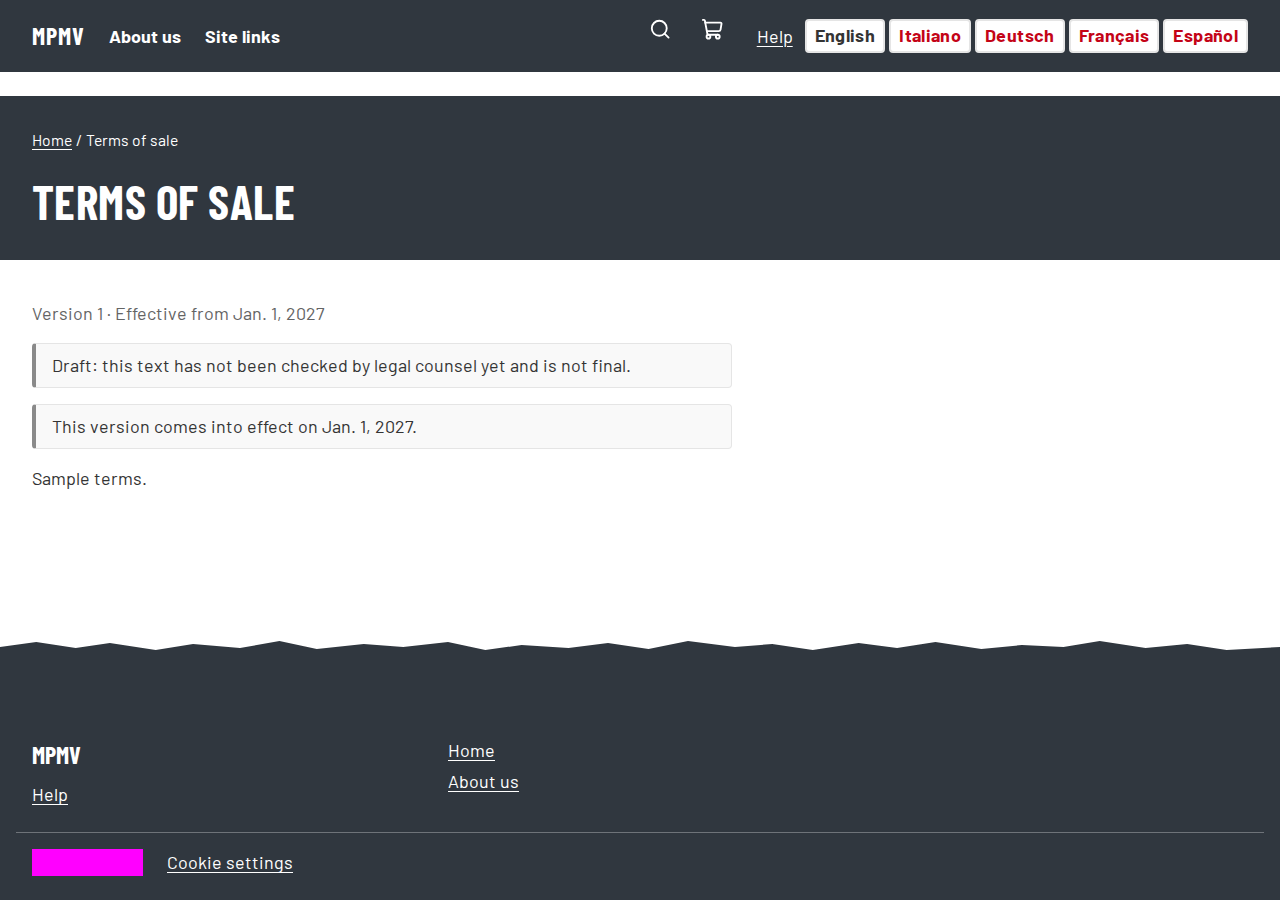 MPMV About us Site links Help English Italiano Deutsch Français Español
Home / Terms of sale
TERMS OF SALE
Version 1 · Effective from Jan. 1, 2027
Draft: this text has not been checked by legal counsel yet and is not final.
This version comes into effect on Jan. 1, 2027.
Sample terms.
MPMV
Help
Home
About us
Cookie settings